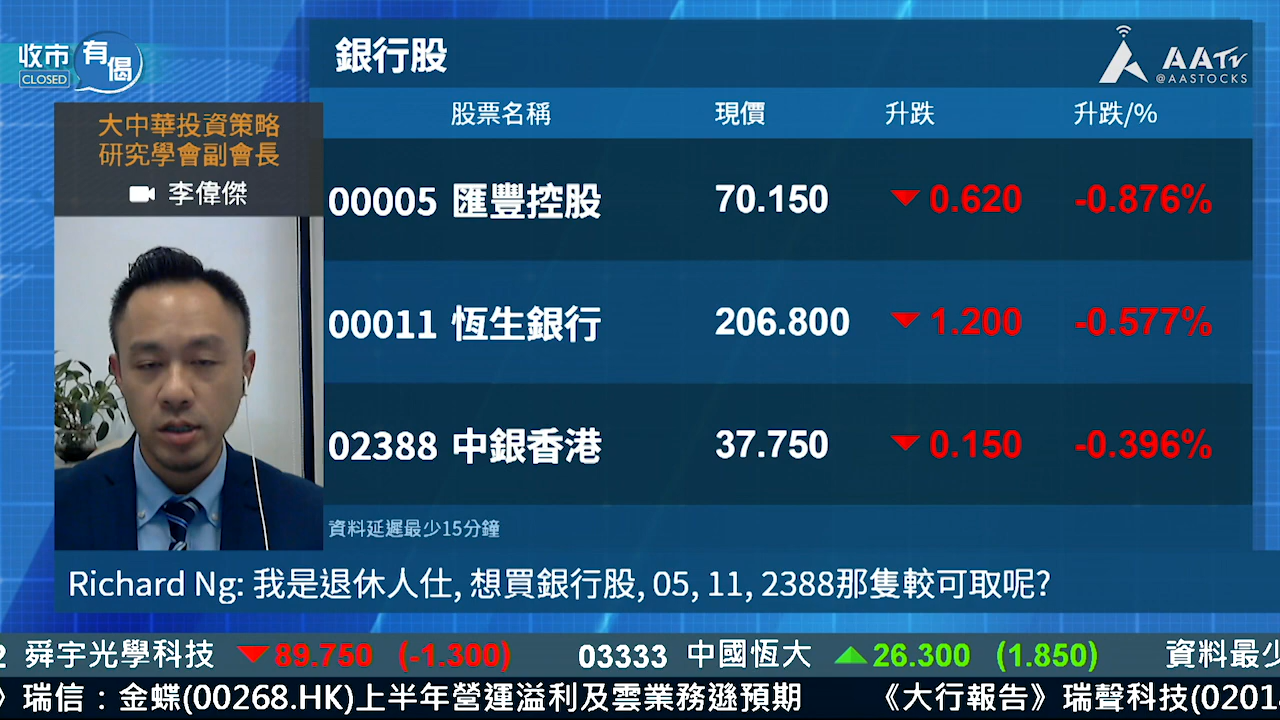 收市
CLOSED
有偈
銀行股
AATV
@AASTOCKS
大中華投資策略
研究學會副會長
李偉傑
股票名稱 現價 升跌 升跌/%
00005 匯豐控股 70.150 ▼ 0.620 -0.876%
00011 恆生銀行 206.800 ▼ 1.200 -0.577%
02388 中銀香港 37.750 ▼ 0.150 -0.396%
資料延遲最少15分鐘
Richard Ng: 我是退休人仕, 想買銀行股, 05, 11, 2388那隻較可取呢?
2 舜宇光學科技 ▼ 89.750 (-1.300) 03333 中國恆大 ▲ 26.300 (1.850) 資料最少
》瑞信：金蝶(00268.HK)上半年營運溢利及雲業務遜預期 《大行報告》瑞聲科技(0201